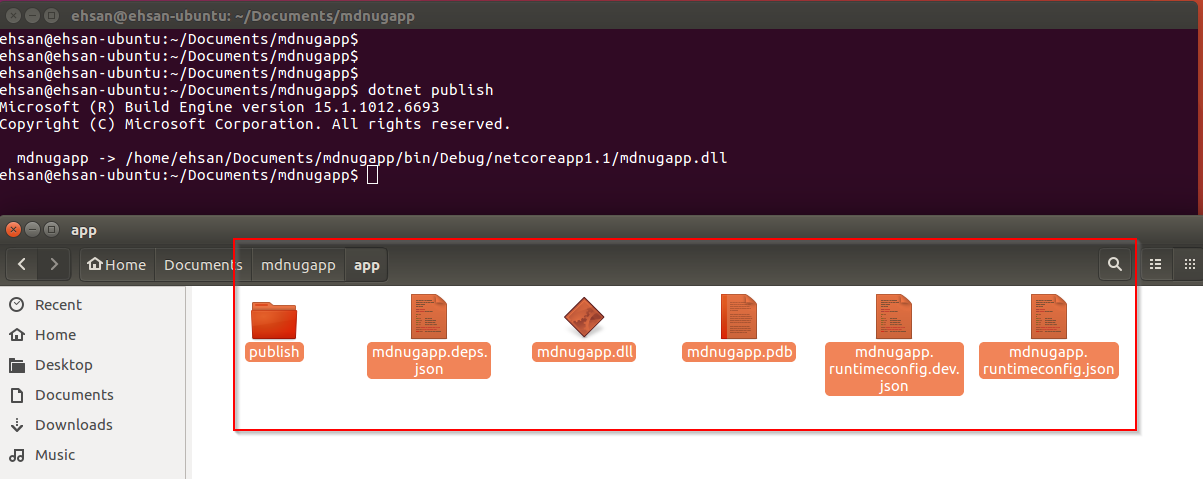 ehsan@ehsan-ubuntu: ~/Documents/mdnugapp
ehsan@ehsan-ubuntu:~/Documents/mdnugapp$
ehsan@ehsan-ubuntu:~/Documents/mdnugapp$
ehsan@ehsan-ubuntu:~/Documents/mdnugapp$
ehsan@ehsan-ubuntu:~/Documents/mdnugapp$ dotnet publish
Microsoft (R) Build Engine version 15.1.1012.6693
Copyright (C) Microsoft Corporation. All rights reserved.
mdnugapp -> /home/ehsan/Documents/mdnugapp/bin/Debug/netcoreapp1.1/mdnugapp.dll
ehsan@ehsan-ubuntu:~/Documents/mdnugapp$
app
Home Documents mdnugapp app
Recent
Home
Desktop
Documents
Downloads
Music
publish
mdnugapp.deps.
json
mdnugapp.dll
mdnugapp.pdb
mdnugapp.
runtimeconfig.dev.
json
mdnugapp.
runtimeconfig.json